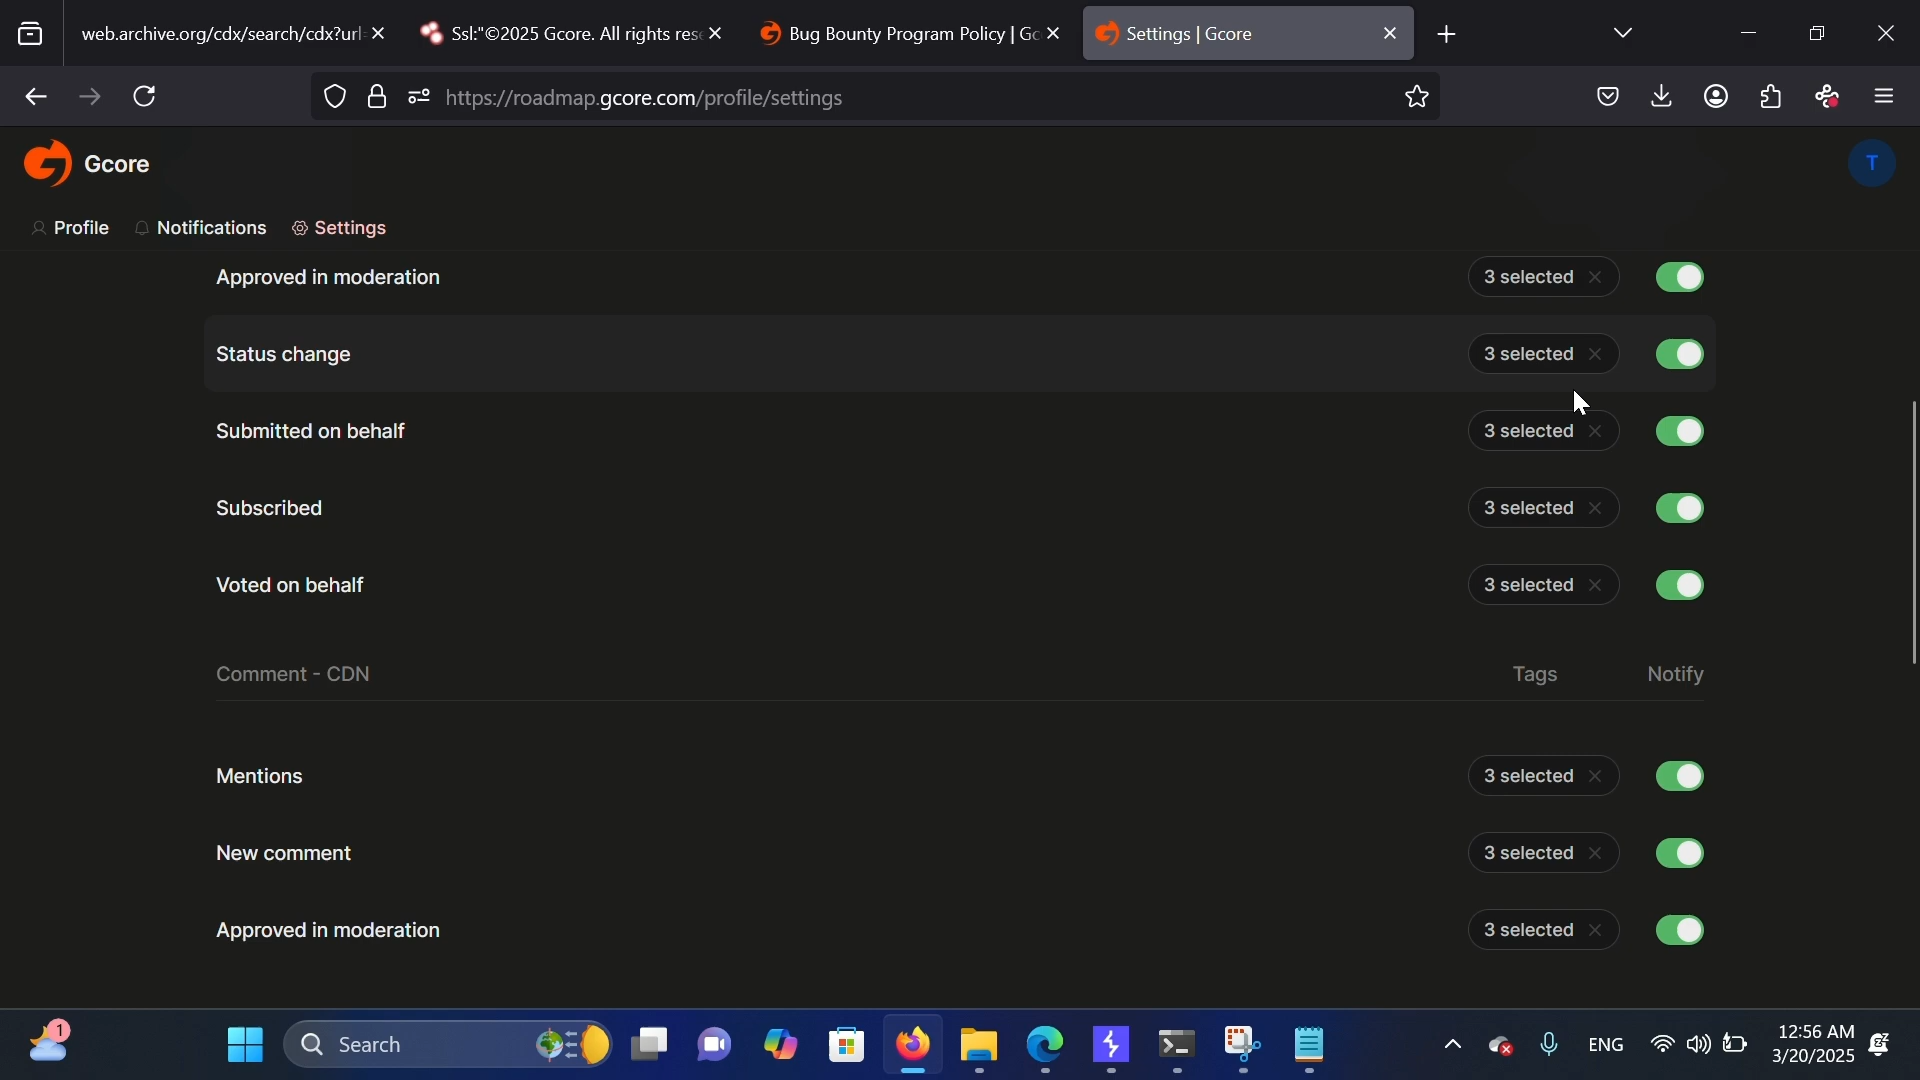 web.archive.org/cdx/search/cdx?url
Ssl:"©2025 Gcore. All rights res
Bug Bounty Program Policy | Gc
Settings | Gcore
https://roadmap.gcore.com/profile/settings
Gcore
T
Profile
Notifications
Settings
Approved in moderation
3 selected
Status change
3 selected
Submitted on behalf
3 selected
Subscribed
3 selected
Voted on behalf
3 selected
Comment - CDN
Tags
Notify
Mentions
3 selected
New comment
3 selected
Approved in moderation
3 selected
1
Search
ENG
12:56 AM
3/20/2025